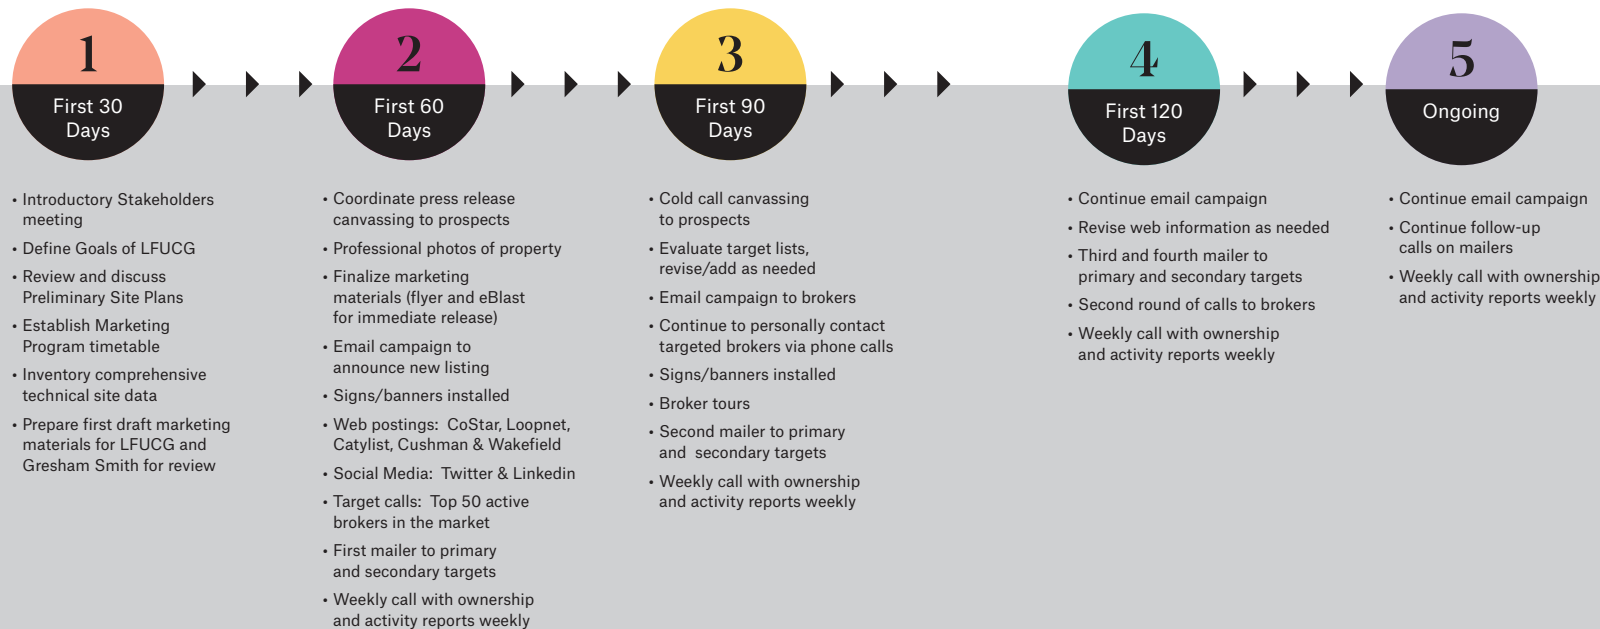 1
First 30
Days
• Introductory Stakeholders
meeting
• Define Goals of LFUCG
• Review and discuss
Preliminary Site Plans
• Establish Marketing
Program timetable
• Inventory comprehensive
technical site data
• Prepare first draft marketing
materials for LFUCG and
Gresham Smith for review
2
First 60
Days
• Coordinate press release
canvassing to prospects
• Professional photos of property
• Finalize marketing
materials (flyer and eBlast
for immediate release)
• Email campaign to
announce new listing
• Signs/banners installed
• Web postings: CoStar, Loopnet,
Catylist, Cushman & Wakefield
• Social Media: Twitter & Linkedin
• Target calls: Top 50 active
brokers in the market
• First mailer to primary
and secondary targets
• Weekly call with ownership
and activity reports weekly
3
First 90
Days
• Cold call canvassing
to prospects
• Evaluate target lists,
revise/add as needed
• Email campaign to brokers
• Continue to personally contact
targeted brokers via phone calls
• Signs/banners installed
• Broker tours
• Second mailer to primary
and secondary targets
• Weekly call with ownership
and activity reports weekly
4
First 120
Days
• Continue email campaign
• Revise web information as needed
• Third and fourth mailer to
primary and secondary targets
• Second round of calls to brokers
• Weekly call with ownership
and activity reports weekly
5
Ongoing
• Continue email campaign
• Continue follow-up
calls on mailers
• Weekly call with ownership
and activity reports weekly